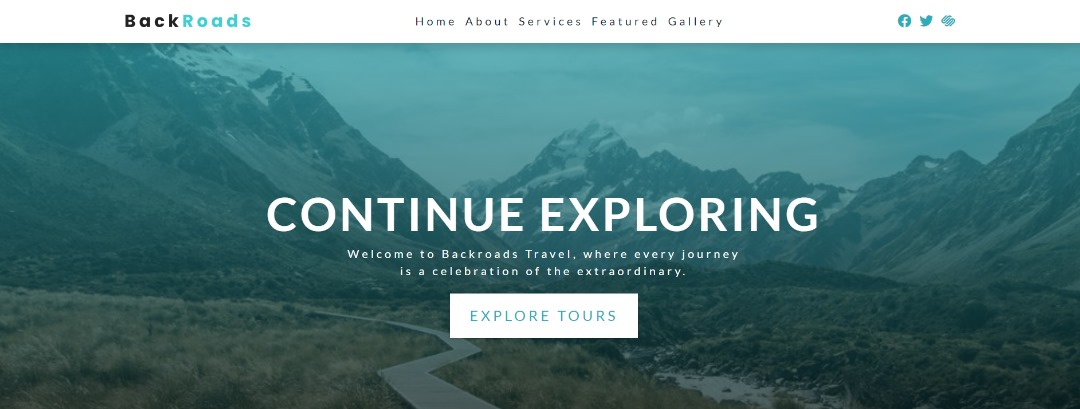 BackRoads
Home About Services Featured Gallery
CONTINUE EXPLORING
Welcome to Backroads Travel, where every journey
is a celebration of the extraordinary.
EXPLORE TOURS